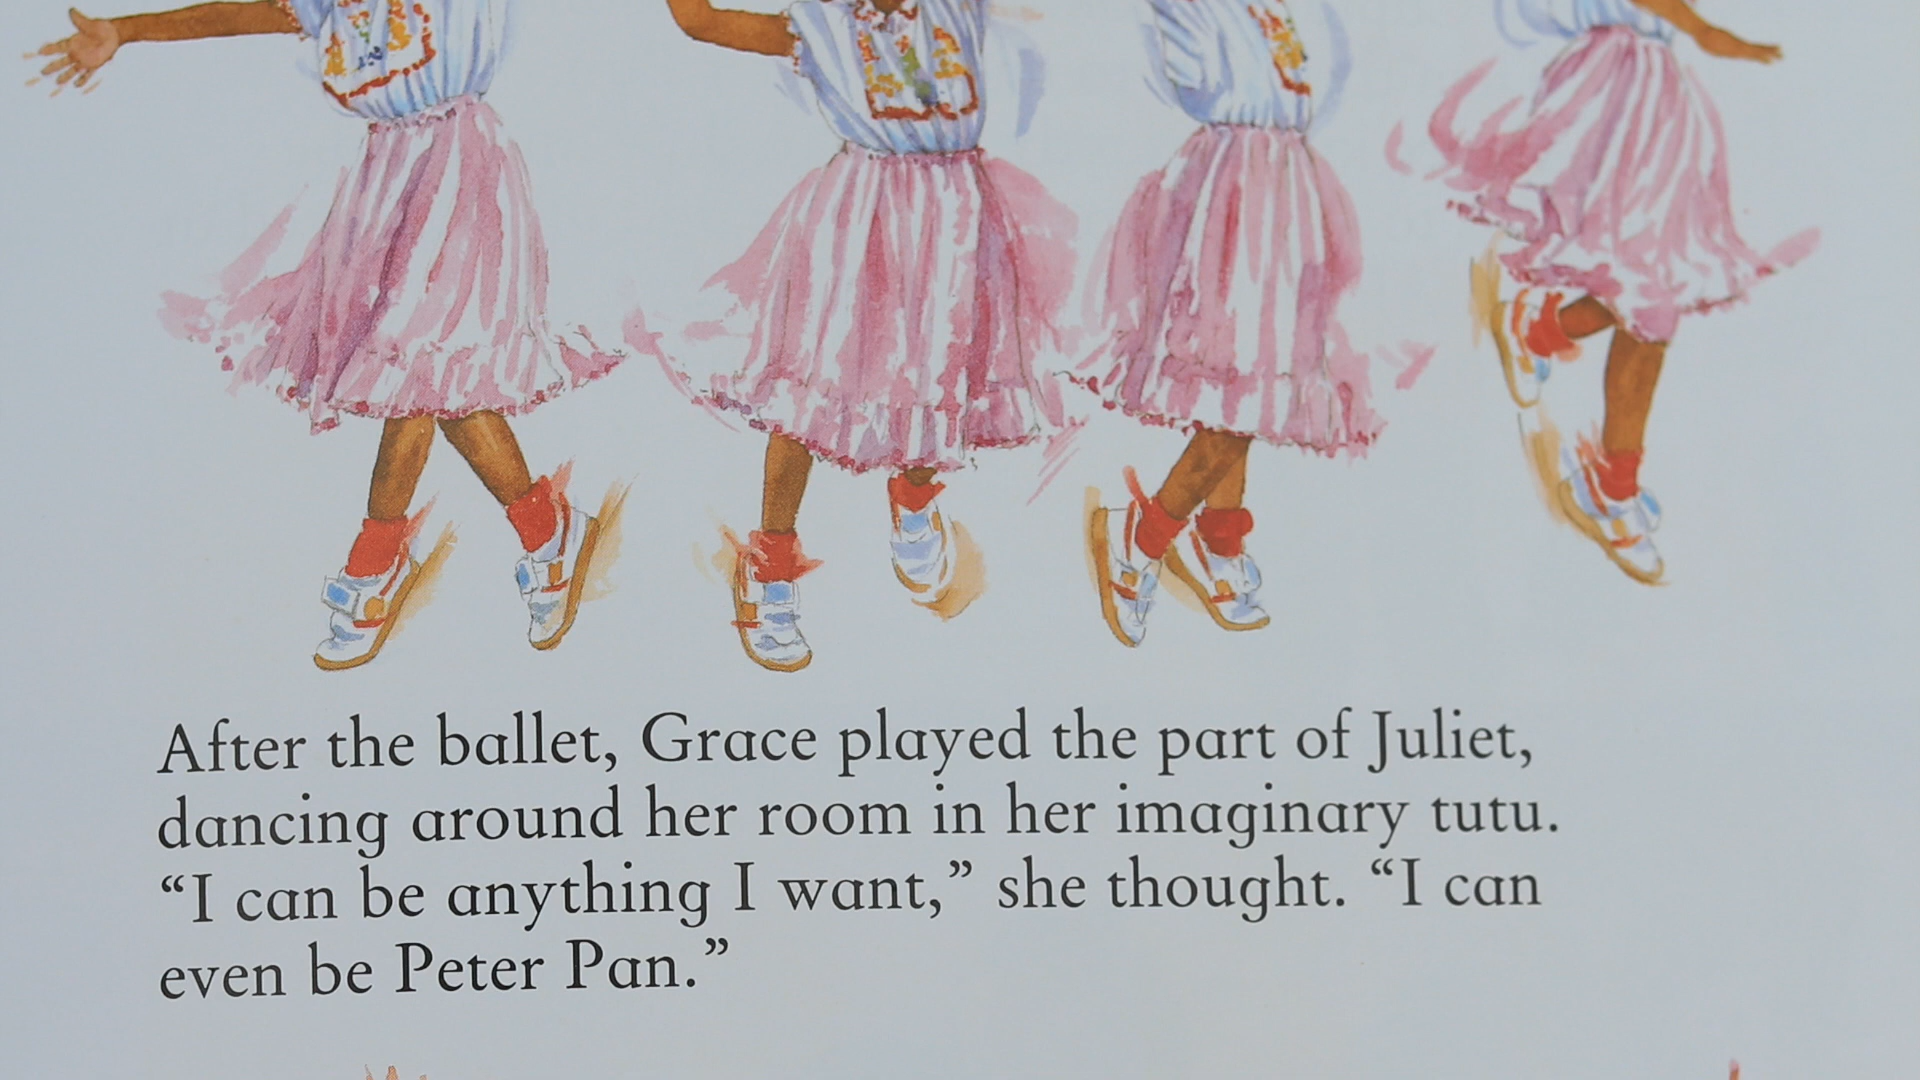 After the ballet, Grace played the part of Juliet,
dancing around her room in her imaginary tutu.
“I can be anything I want,” she thought. “I can
even be Peter Pan.”